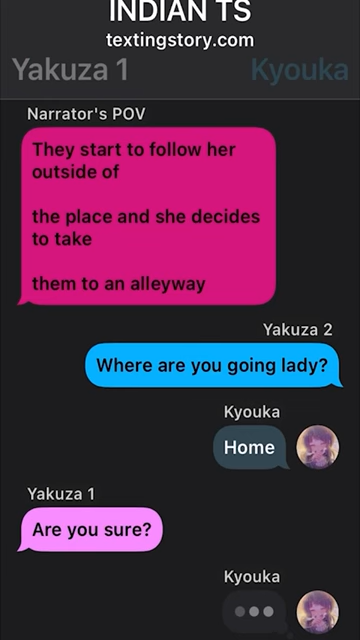 INDIAN TS
textingstory.com
Yakuza 1 Kyouka
Narrator's POV
They start to follow her
outside of
the place and she decides
to take
them to an alleyway
Yakuza 2
Where are you going lady?
Kyouka
Home
Yakuza 1
Are you sure?
Kyouka